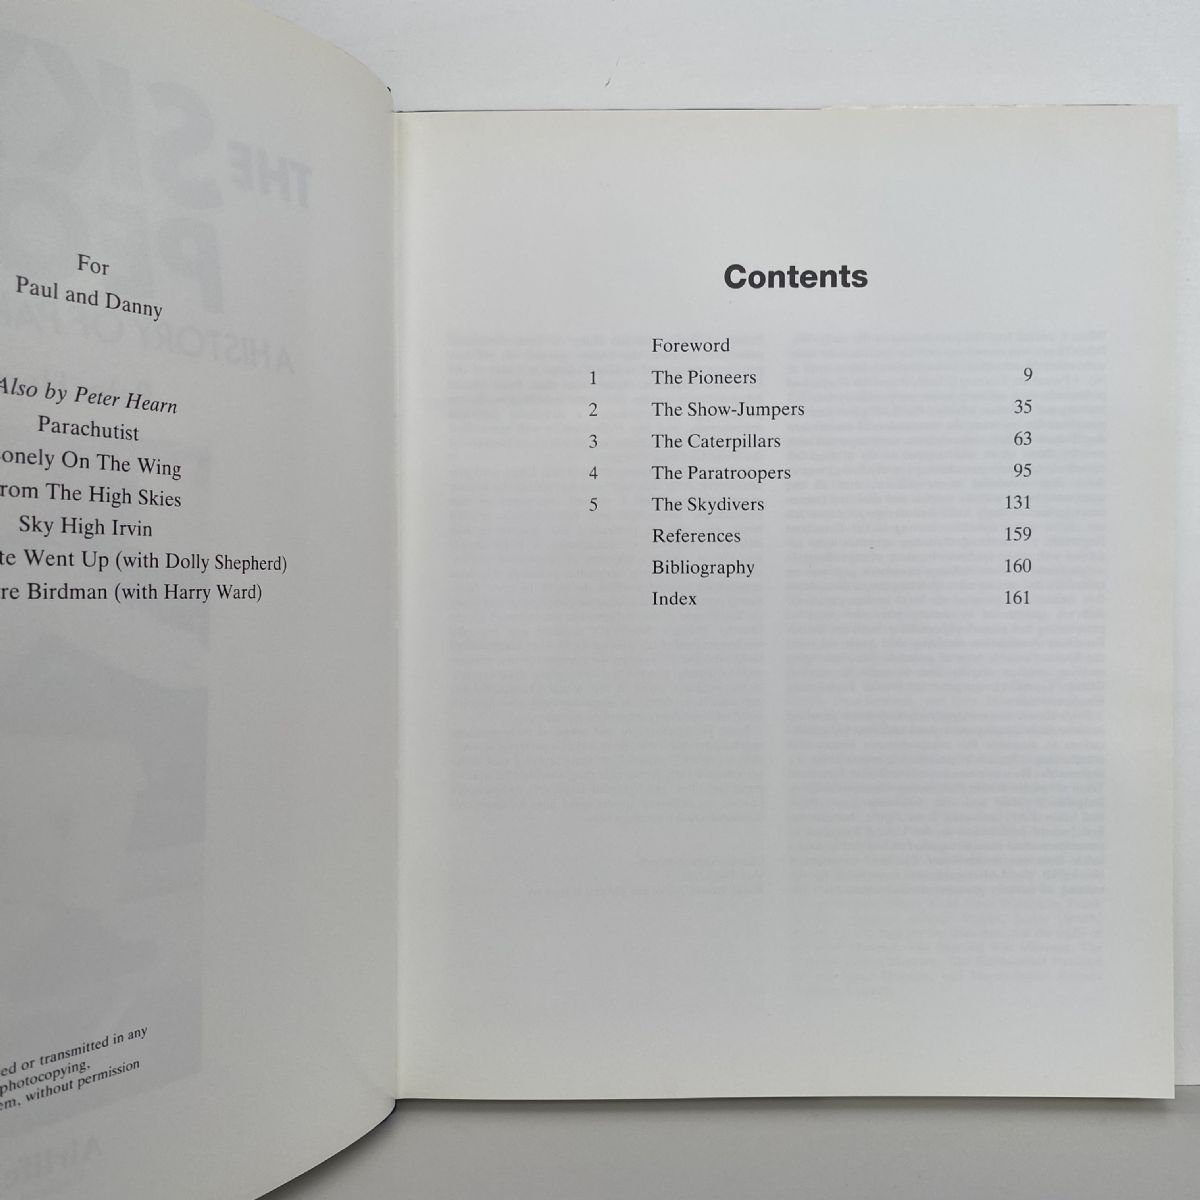 For
Paul and Danny
Also by Peter Hearn
Parachutist
onely On The Wing
rom The High Skies
Sky High Irvin
te Went Up (with Dolly Shepherd)
re Birdman (with Harry Ward)
ed or transmitted in any
photocopying,
em, without permission
Contents
Foreword
1 The Pioneers 9
2 The Show-Jumpers 35
3 The Caterpillars 63
4 The Paratroopers 95
5 The Skydivers 131
References 159
Bibliography 160
Index 161